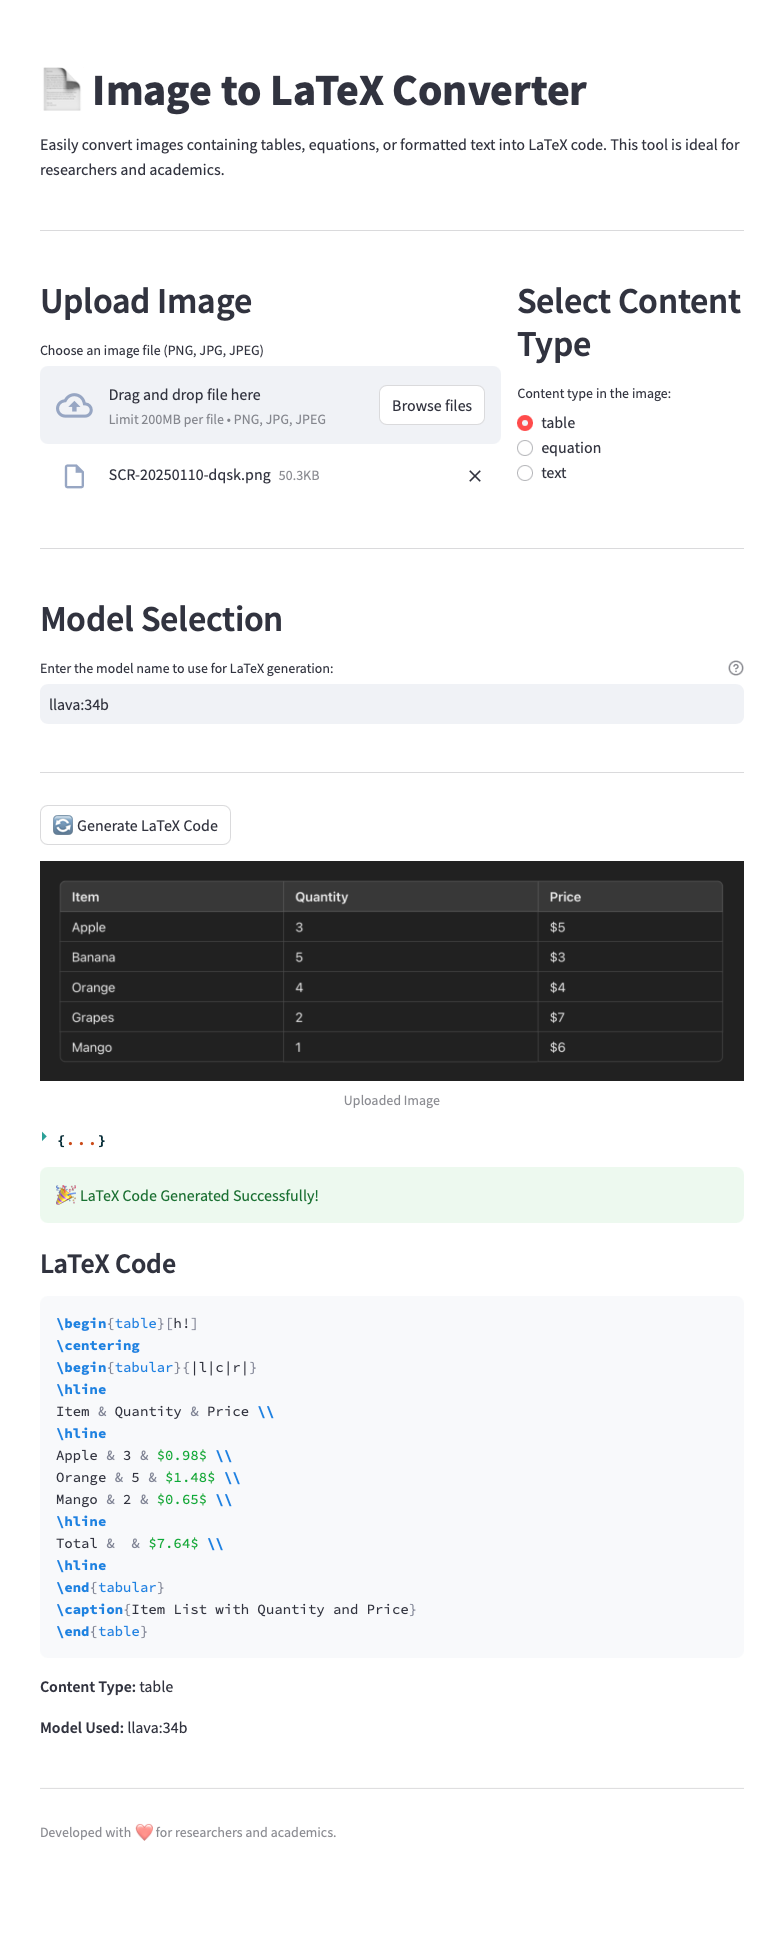 📄 Image to LaTeX Converter
Easily convert images containing tables, equations, or formatted text into LaTeX code. This tool is ideal for
researchers and academics.
Upload Image
Choose an image file (PNG, JPG, JPEG)
Drag and drop file here
Limit 200MB per file • PNG, JPG, JPEG
Browse files
SCR-20250110-dqsk.png 50.3KB
Select Content
Type
Content type in the image:
table
equation
text
Model Selection
Enter the model name to use for LaTeX generation:
llava:34b
🔄 Generate LaTeX Code
Item Quantity Price
Apple 3 $5
Banana 5 $3
Orange 4 $4
Grapes 2 $7
Mango 1 $6
Uploaded Image
{...}
🎉 LaTeX Code Generated Successfully!
LaTeX Code
\begin{table}[h!]
\centering
\begin{tabular}{|l|c|r|}
\hline
Item & Quantity & Price \\
\hline
Apple & 3 & $0.98$ \\
Orange & 5 & $1.48$ \\
Mango & 2 & $0.65$ \\
\hline
Total &  & $7.64$ \\
\hline
\end{tabular}
\caption{Item List with Quantity and Price}
\end{table}
Content Type: table
Model Used: llava:34b
Developed with ❤️ for researchers and academics.